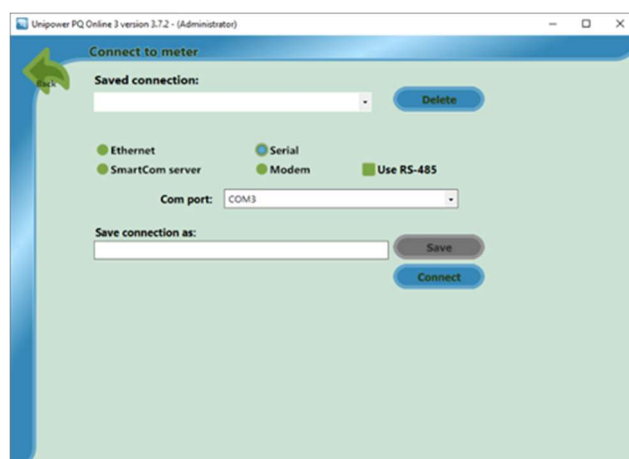 Unipower PQ Online 3 version 3.7.2 - (Administrator)
Connect to meter
Back
Saved connection:
Delete
Ethernet
Serial
SmartCom server
Modem
Use RS-485
Com port:
COM3
Save connection as:
Save
Connect